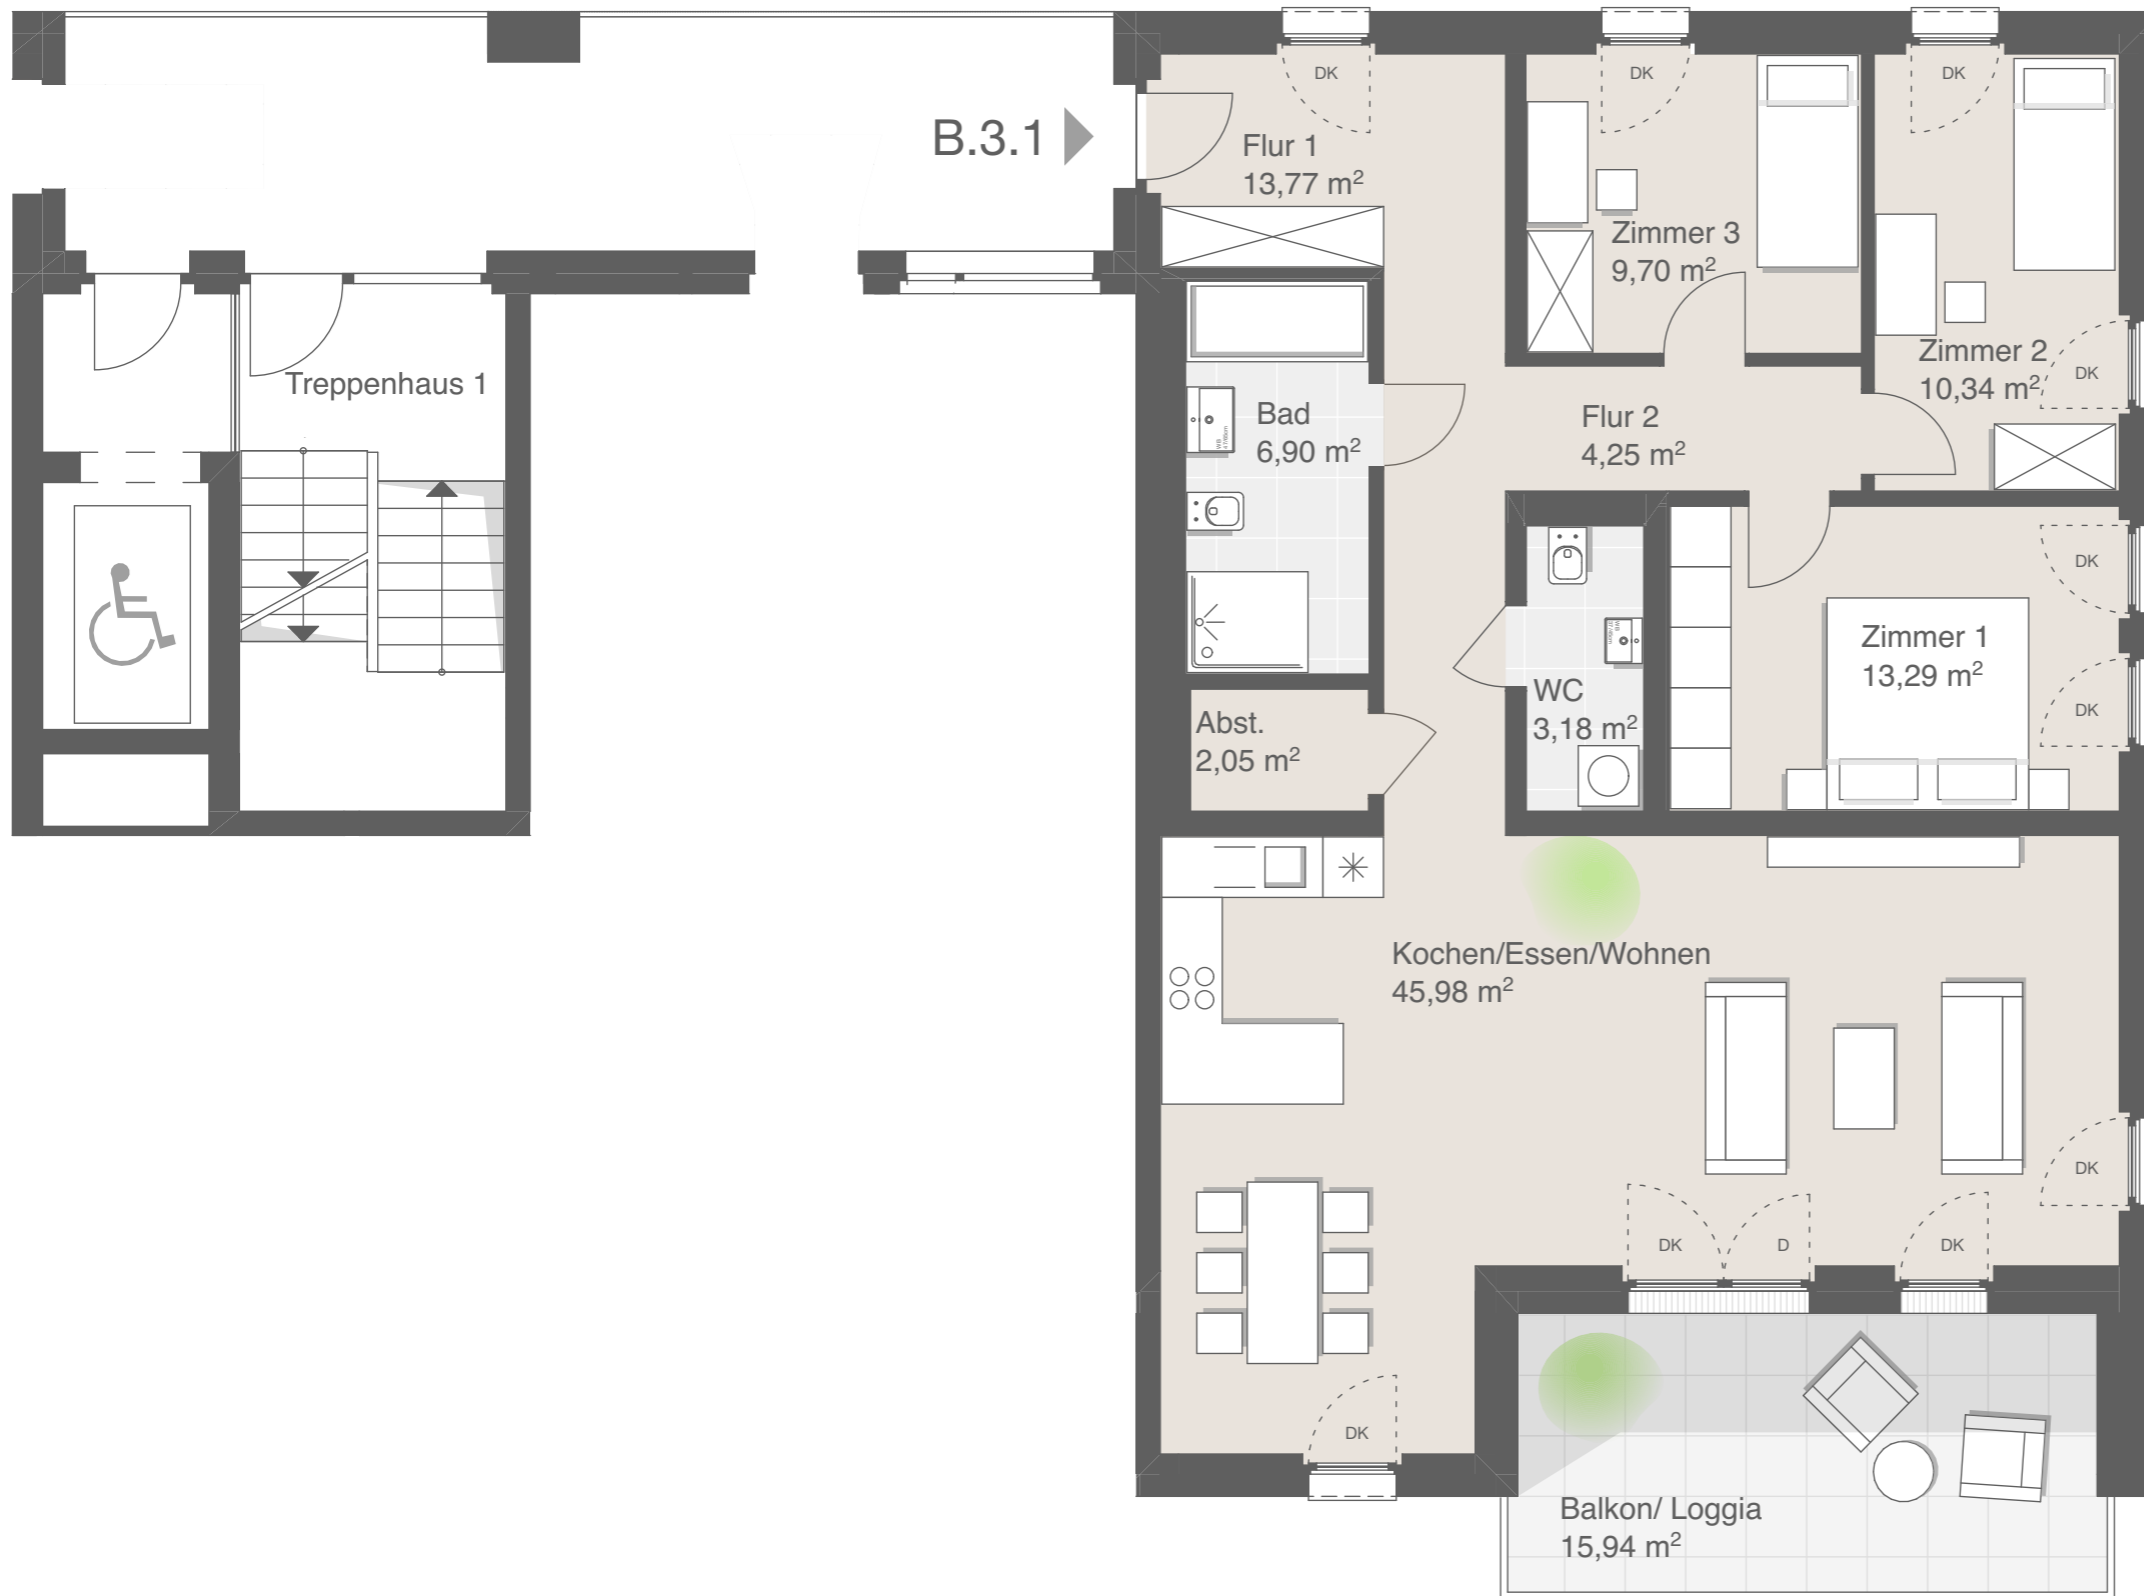 DK
DK
DK
B.3.1
Flur 1
13,77 m²
Zimmer 3
9,70 m²
Zimmer 2
10,34 m²
DK
Treppenhaus 1
Bad
6,90 m²
Flur 2
4,25 m²
DK
Zimmer 1
13,29 m²
DK
WC
3,18 m²
Abst.
2,05 m²
Kochen/Essen/Wohnen
45,98 m²
DK
DK
D
DK
DK
Balkon/ Loggia
15,94 m²